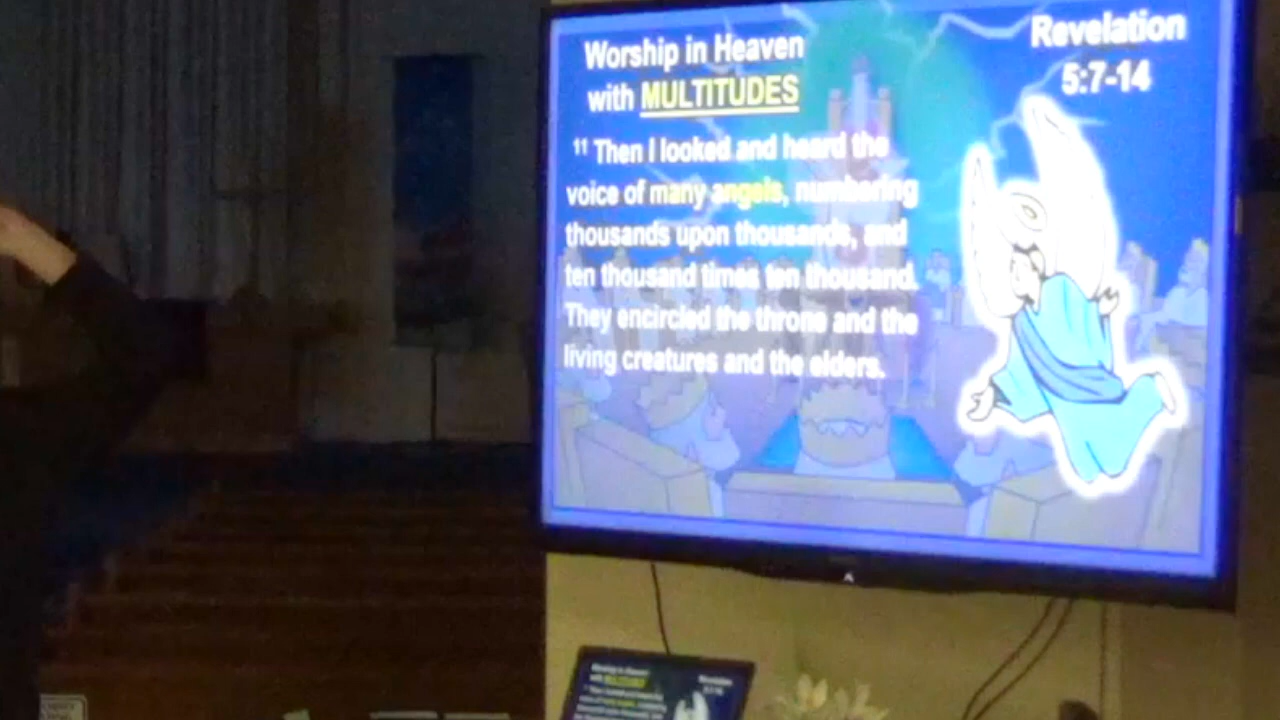 Worship in Heaven
with MULTITUDES
Revelation
5:7-14
11 Then I looked and heard the
voice of many angels, numbering
thousands upon thousands, and
ten thousand times ten thousand.
They encircled the throne and the
living creatures and the elders.